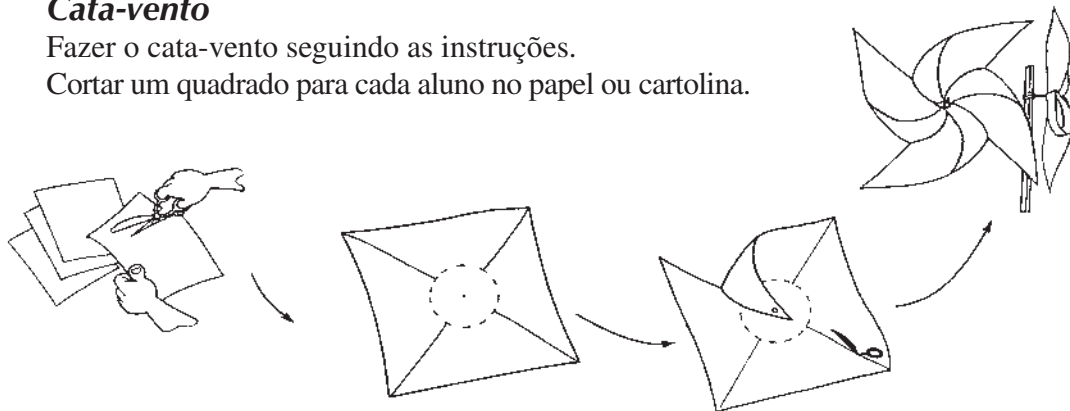 Cata-vento
Fazer o cata-vento seguindo as instruções.
Cortar um quadrado para cada aluno no papel ou cartolina.